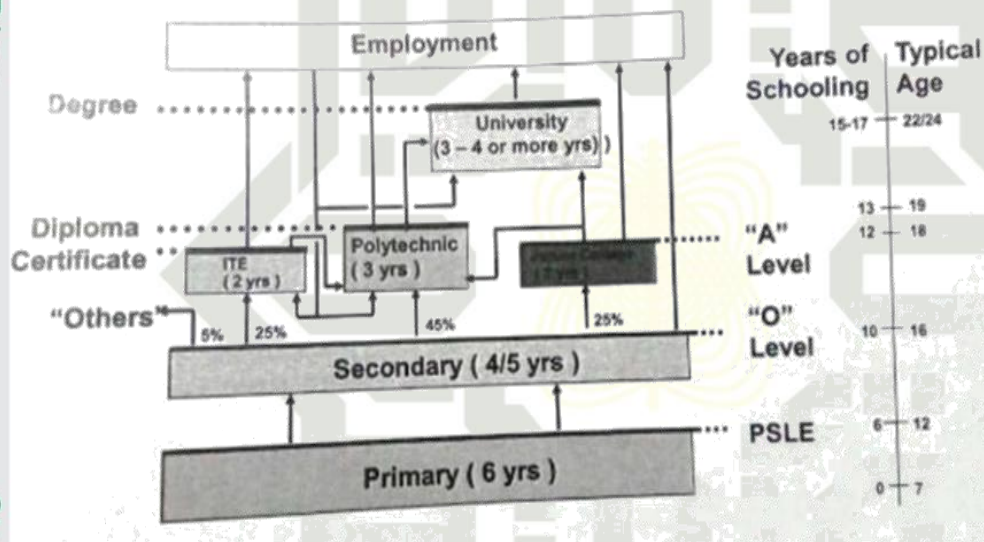 Employment
Years of Schooling
Typical Age
Degree
University
(3 – 4 or more yrs) )
15-17
22/24
13
19
Diploma
Certificate
Polytechnic
( 3 yrs )
12
18
"A"
Level
ITE
( 2 yrs )
"Others"
5%
25%
45%
25%
"O"
Level
10
16
Secondary ( 4/5 yrs )
6
12
PSLE
Primary ( 6 yrs )
0
7